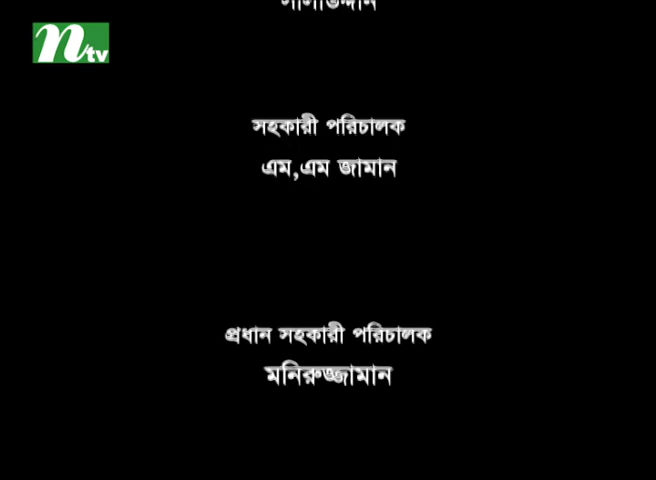 ntv
সহকারী পরিচালক
এম,এম জামান
প্রধান সহকারী পরিচালক
মনিরুজ্জামান